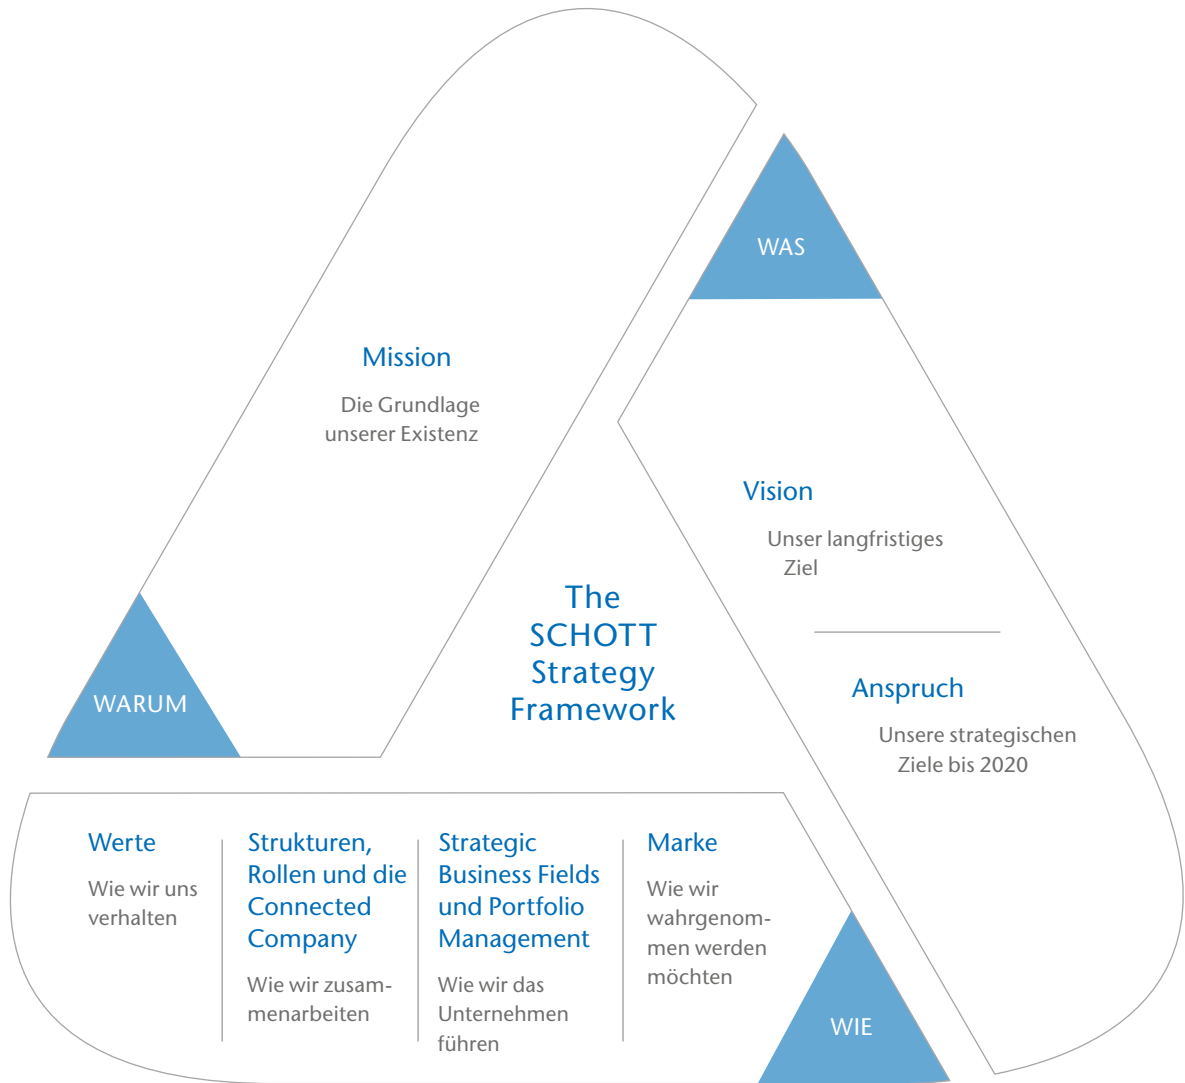 WAS
Mission
Die Grundlage
unserer Existenz
Vision
Unser langfristiges
Ziel
The
SCHOTT
Strategy
Framework
WARUM
Anspruch
Unsere strategischen
Ziele bis 2020
Werte
Wie wir uns
verhalten
Strukturen,
Rollen und die
Connected
Company
Wie wir zusam-
menarbeiten
Strategic
Business Fields
und Portfolio
Management
Wie wir das
Unternehmen
führen
Marke
Wie wir
wahrgenom-
men werden
möchten
WIE